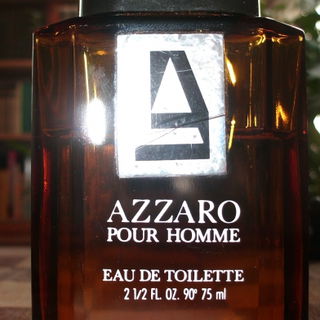 AZZARO
POUR HOMME
EAU DE TOILETTE
2 1/2 FL. OZ. 90° 75 ml